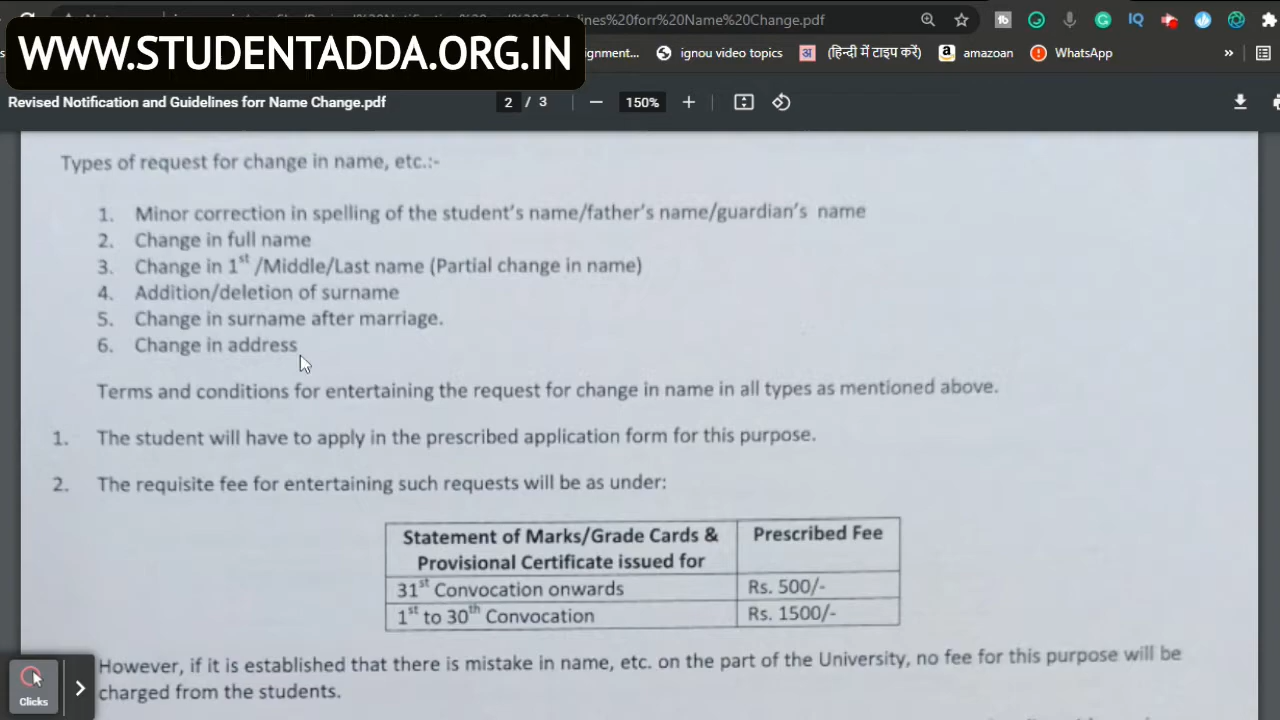 WWW.STUDENTADDA.ORG.IN
lines%20forr%20Name%20Change.pdf
ignou video topics
अ
(हिन्दी में टाइप करें)
amazoan
WhatsApp
»
Revised Notification and Guidelines forr Name Change.pdf
2 / 3
150%
Types of request for change in name, etc.:-
1. Minor correction in spelling of the student's name/father's name/guardian's name
2. Change in full name
3. Change in 1st /Middle/Last name (Partial change in name)
4. Addition/deletion of surname
5. Change in surname after marriage.
6. Change in address
Terms and conditions for entertaining the request for change in name in all types as mentioned above.
1. The student will have to apply in the prescribed application form for this purpose.
2. The requisite fee for entertaining such requests will be as under:
Statement of Marks/Grade Cards & Prescribed Fee
Provisional Certificate issued for
31st Convocation onwards Rs. 500/-
1st to 30th Convocation Rs. 1500/-
However, if it is established that there is mistake in name, etc. on the part of the University, no fee for this purpose will be
charged from the students.
Clicks